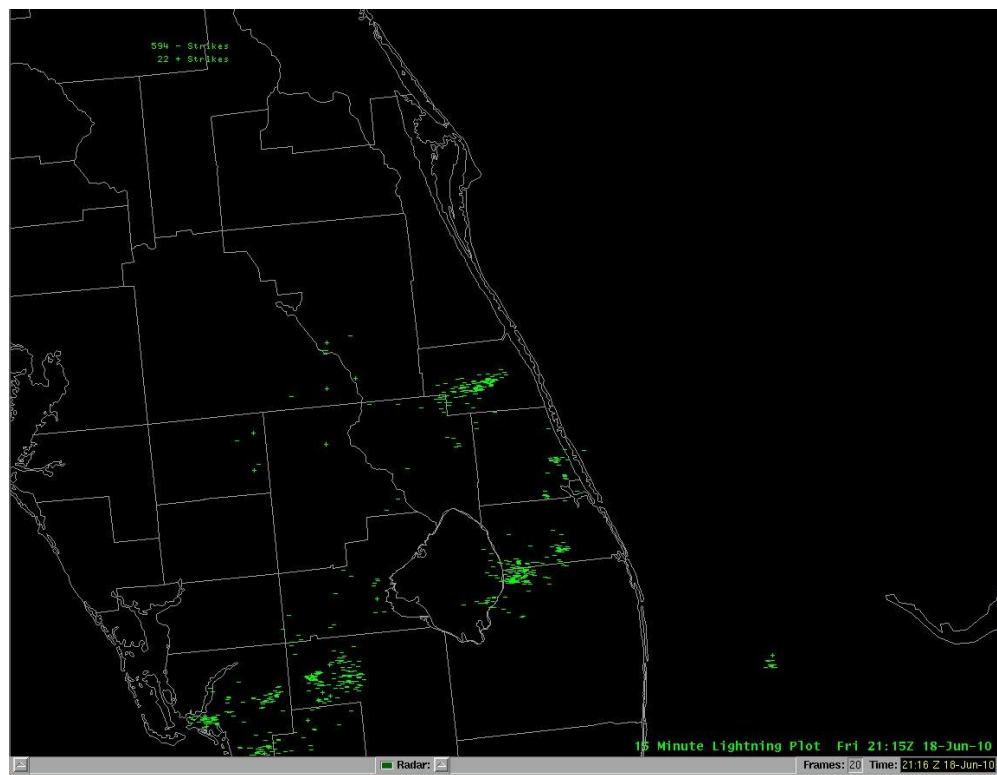 594 - Strikes
22 + Strikes
15 Minute Lightning Plot Fri 21:15Z 18-Jun-10
Radar: Frames: 20 Time: 21:16 Z 18-Jun-10